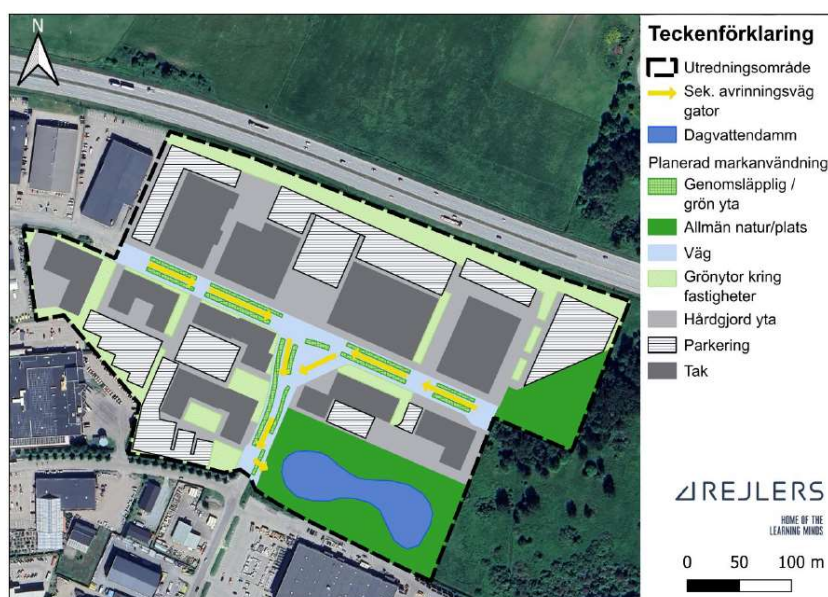 N
Teckenförklaring
Utredningsområde
Sek. avrinningsväg
gator
Dagvattendamm
Planerad markanvändning
Genomsläpplig /
grön yta
Allmän natur/plats
Väg
Grönytor kring
fastigheter
Hårdgjord yta
Parkering
Tak
REJLERS
HOME OF THE
LEARNING MINDS
0 50 100 m